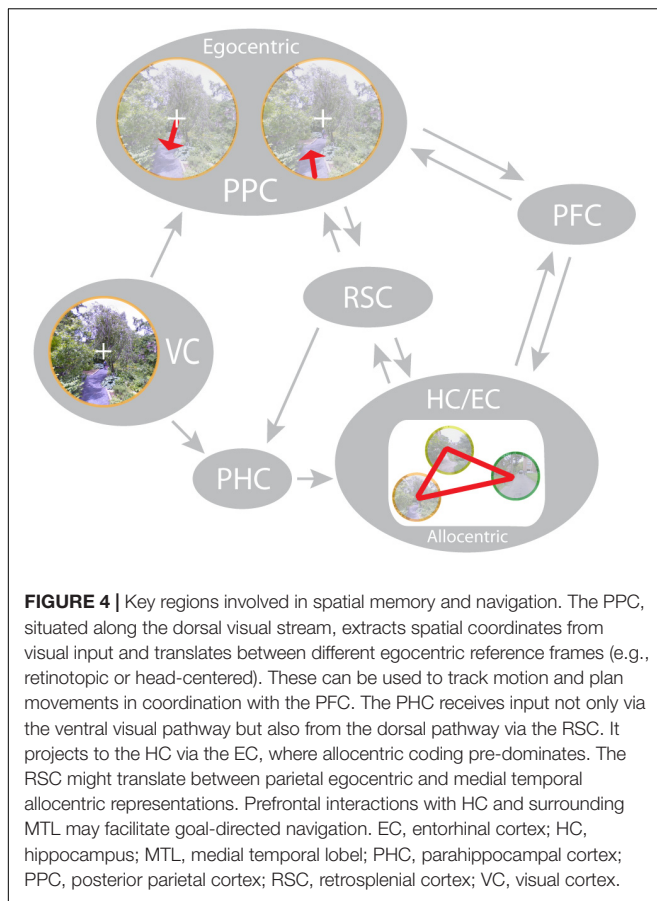 Egocentric
PPC
PFC
RSC
VC
HC/EC
PHC
Allocentric
FIGURE 4 | Key regions involved in spatial memory and navigation. The PPC,
situated along the dorsal visual stream, extracts spatial coordinates from
visual input and translates between different egocentric reference frames (e.g.,
retinotopic or head-centered). These can be used to track motion and plan
movements in coordination with the PFC. The PHC receives input not only via
the ventral visual pathway but also from the dorsal pathway via the RSC. It
projects to the HC via the EC, where allocentric coding pre-dominates. The
RSC might translate between parietal egocentric and medial temporal
allocentric representations. Prefrontal interactions with HC and surrounding
MTL may facilitate goal-directed navigation. EC, entorhinal cortex; HC,
hippocampus; MTL, medial temporal lobel; PHC, parahippocampal cortex;
PPC, posterior parietal cortex; RSC, retrosplenial cortex; VC, visual cortex.